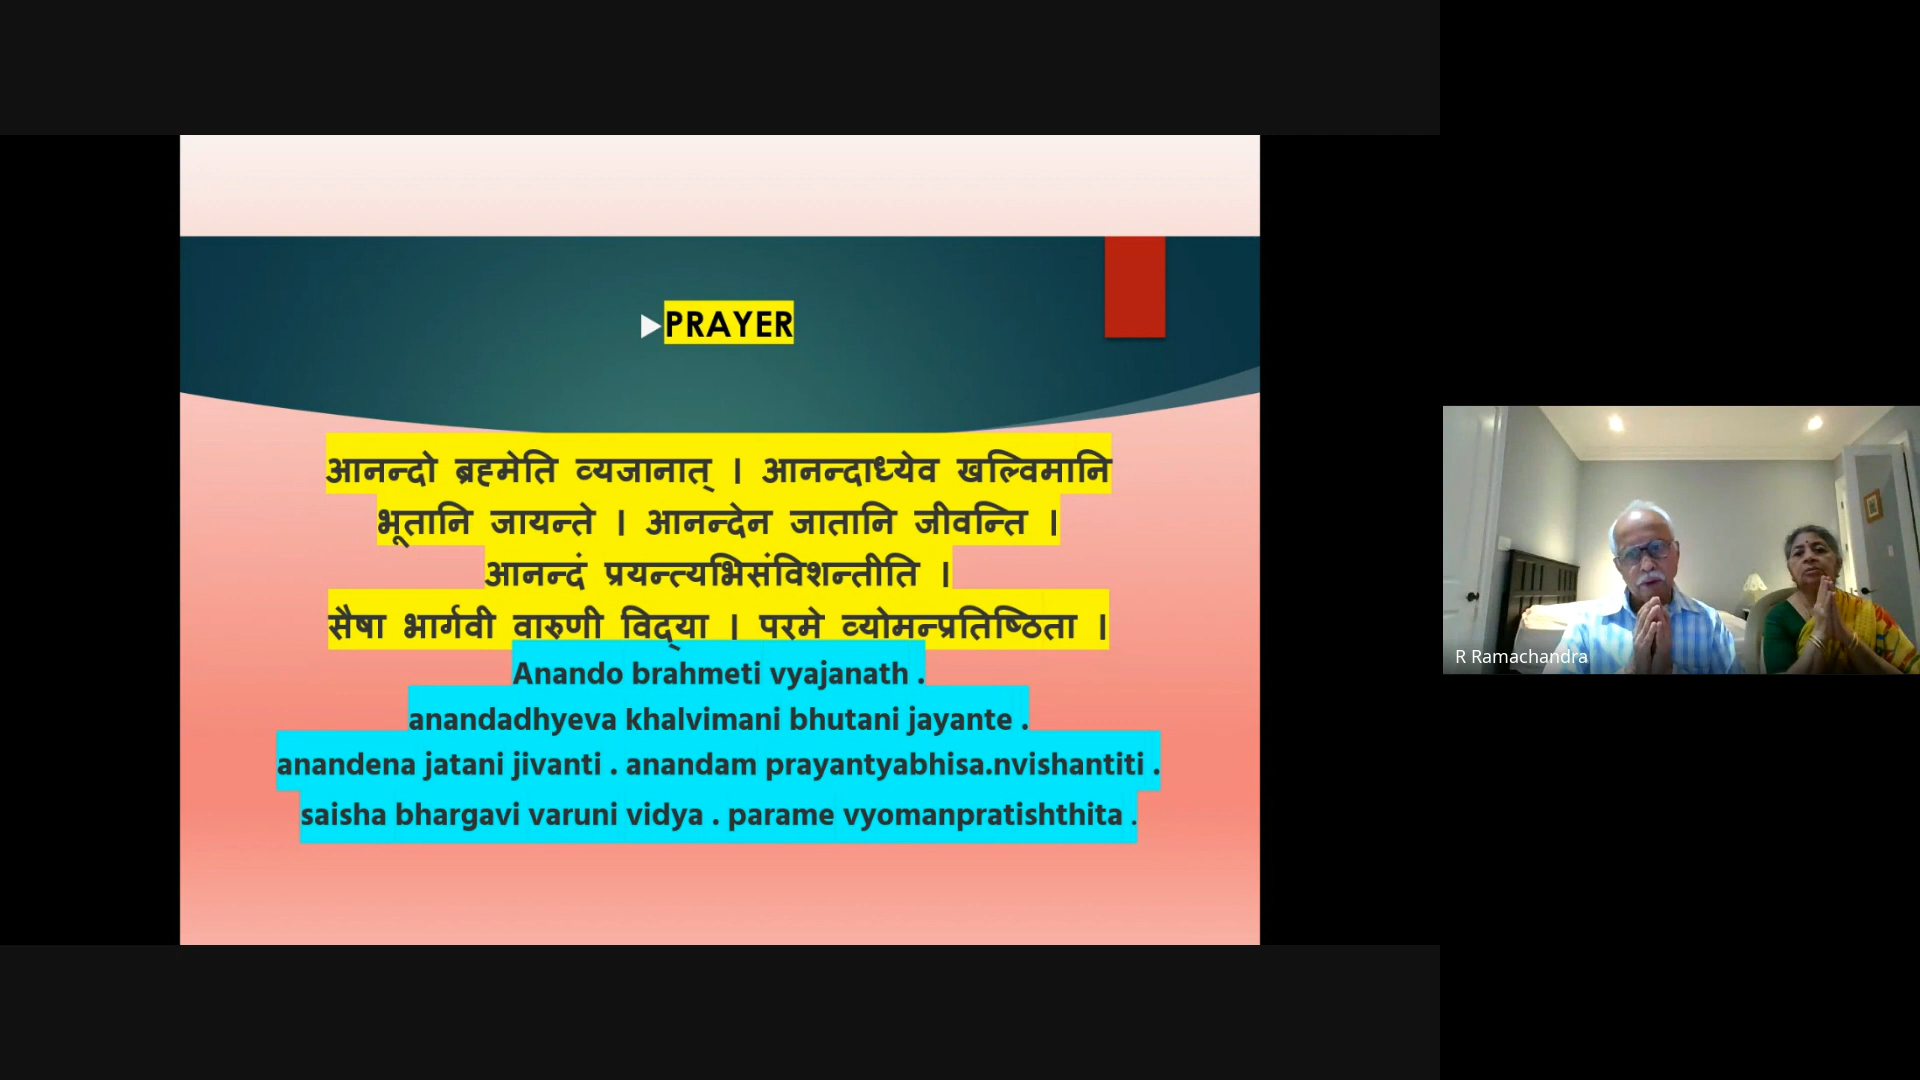 PRAYER
आनन्दो ब्रह्मेति व्यजानात् । आनन्दाध्येव खल्विमानि
भूतानि जायन्ते । आनन्देन जातानि जीवन्ति ।
आनन्दं प्रयन्त्यभिसंविशन्तीति ।
सैषा भार्गवी वारुणी विद्या । परमे व्योमन्प्रतिष्ठिता ।
Anando brahmeti vyajanath .
anandadhyeva khalvimani bhutani jayante .
anandena jatani jivanti . anandam prayantyabhisa.nvishantiti .
saisha bhargavi varuni vidya . parame vyomanpratishthita .
R Ramachandra